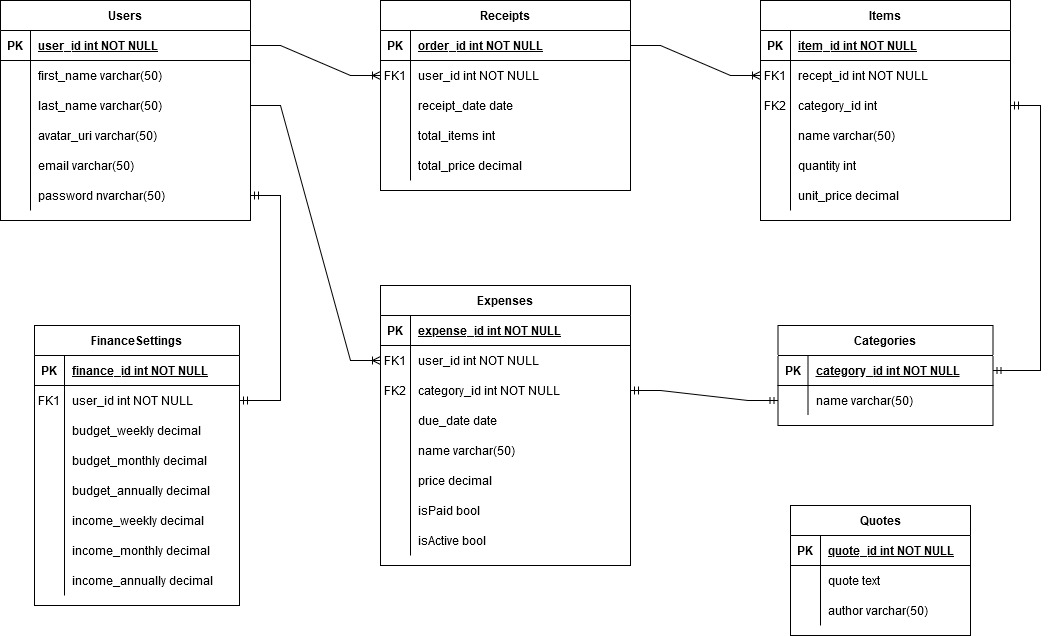 Users
PK user_id int NOT NULL
first_name varchar(50)
last_name varchar(50)
avatar_uri varchar(50)
email varchar(50)
password nvarchar(50)
Receipts
PK order_id int NOT NULL
FK1 user_id int NOT NULL
receipt_date date
total_items int
total_price decimal
Items
PK item_id int NOT NULL
FK1 recept_id int NOT NULL
FK2 category_id int
name varchar(50)
quantity int
unit_price decimal
FinanceSettings
PK finance_id int NOT NULL
FK1 user_id int NOT NULL
budget_weekly decimal
budget_monthly decimal
budget_annually decimal
income_weekly decimal
income_monthly decimal
income_annually decimal
Expenses
PK expense_id int NOT NULL
FK1 user_id int NOT NULL
FK2 category_id int NOT NULL
due_date date
name varchar(50)
price decimal
isPaid bool
isActive bool
Categories
PK category_id int NOT NULL
name varchar(50)
Quotes
PK quote_id int NOT NULL
quote text
author varchar(50)